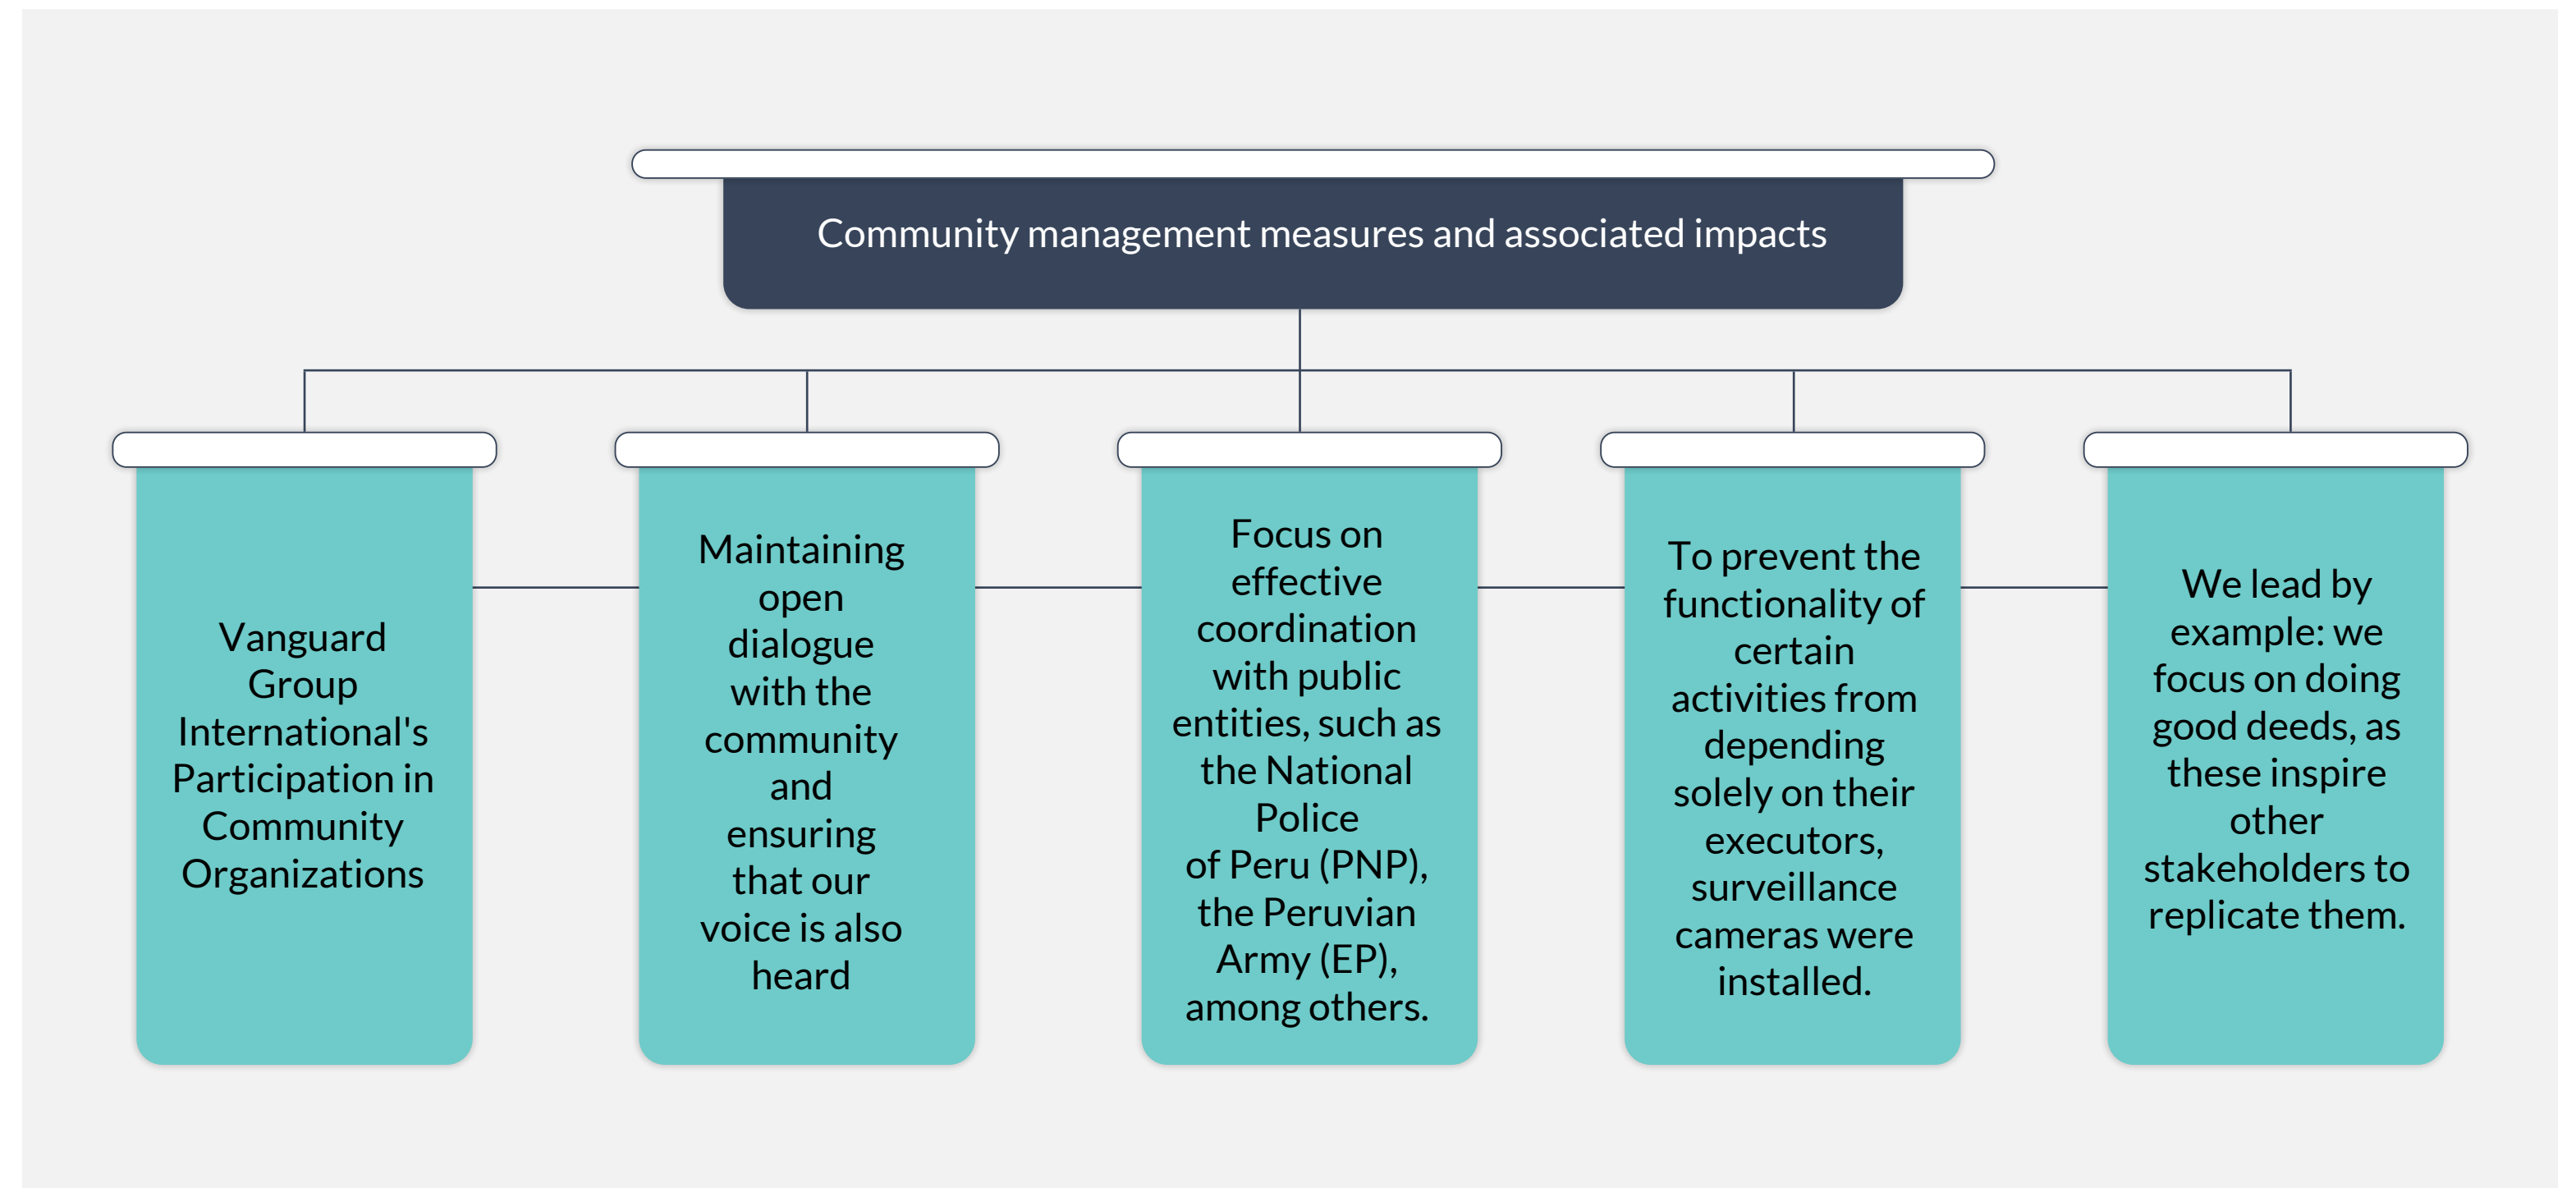 Community management measures and associated impacts
Vanguard
Group
International's
Participation in
Community
Organizations
Maintaining
open
dialogue
with the
community
and
ensuring
that our
voice is also
heard
Focus on
effective
coordination
with public
entities, such as
the National
Police
of Peru (PNP),
the Peruvian
Army (EP),
among others.
To prevent the
functionality of
certain
activities from
depending
solely on their
executors,
surveillance
cameras were
installed.
We lead by
example: we
focus on doing
good deeds, as
these inspire
other
stakeholders to
replicate them.